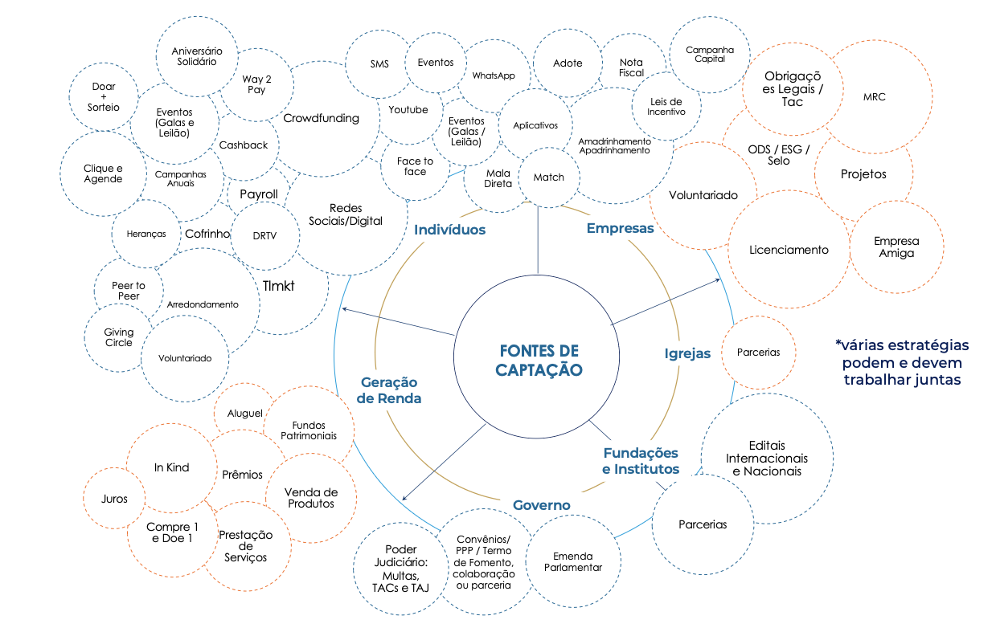 Aniversário
Solidário
Way 2
Pay
Doar
+
Sorteio
Eventos
(Galas e
Leilão)
Crowdfunding
Cashback
Clique e
Agende
Campanhas
Anuais
Payroll
Redes
Sociais/Digital
Heranças
Cofrinho
DRTV
Tlmkt
Peer to
Peer
Arredondamento
Giving
Circle
Voluntariado
SMS
Eventos
WhatsApp
Youtube
Eventos
(Galas /
Leilão)
Face to
face
Mala
Direta
Adote
Nota
Fiscal
Campanha
Capital
Leis de
Incentivo
Aplicativos
Amadrinhamento
Apadrinhamento
Match
Obrigaçõ
es Legais /
Tac
MRC
ODS / ESG /
Selo
Projetos
Voluntariado
Licenciamento
Empresa
Amiga
Indivíduos
Empresas
FONTES DE
CAPTAÇÃO
Igrejas
Parcerias
*várias estratégias
podem e devem
trabalhar juntas
Geração
de Renda
Fundações
e Institutos
Governo
Editais
Internacionais
e Nacionais
Parcerias
Aluguel
Fundos
Patrimoniais
In Kind
Prêmios
Juros
Venda de
Produtos
Compre 1
e Doe 1
Prestação
de
Serviços
Poder
Judiciário:
Multas,
TACs e TAJ
Convênios/
PPP / Termo
de Fomento,
colaboração
ou parceria
Emenda
Parlamentar